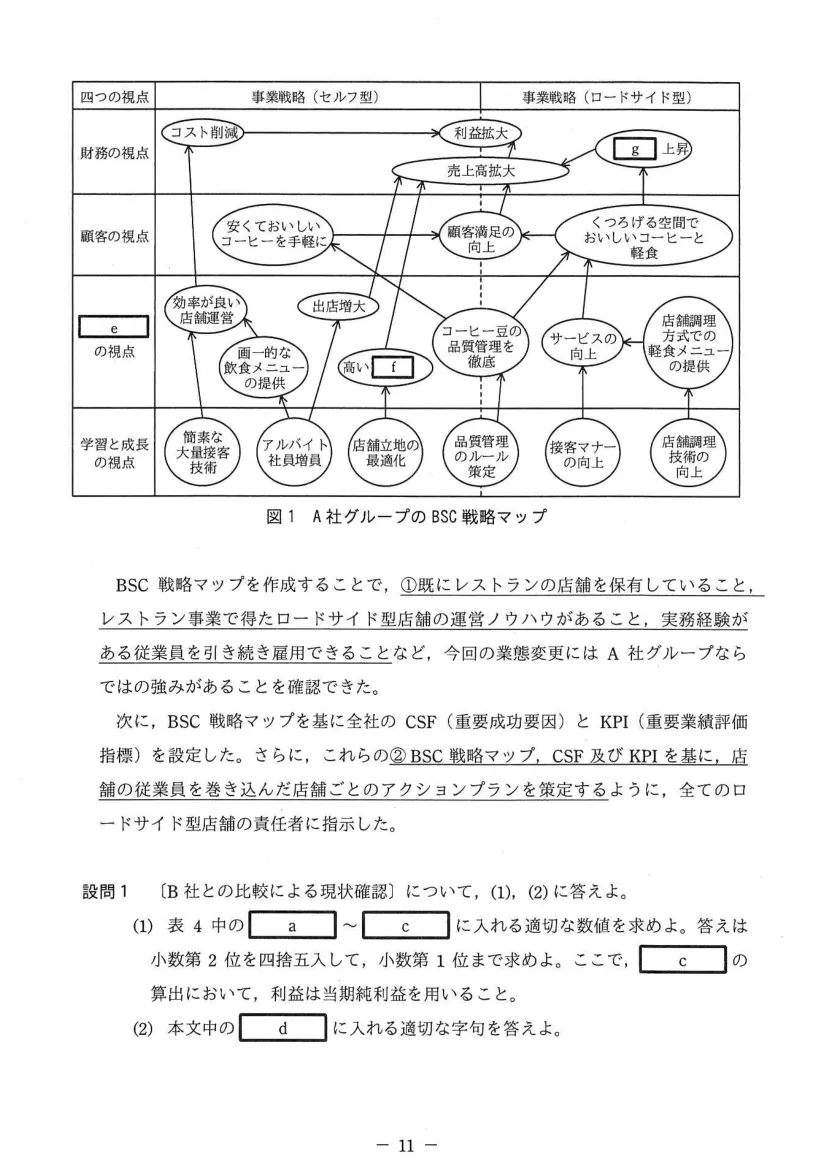 四つの視点
事業戦略（セルフ型）
事業戦略（ロードサイド型）
財務の視点
コスト削減
利益拡大
g 上昇
売上高拡大
顧客の視点
安くておいしい
コーヒーを手軽に
顧客満足の
向上
くつろげる空間で
おいしいコーヒーと
軽食
e
の視点
効率が良い
店舗運営
出店増大
画一的な
飲食メニュー
の提供
高い f
コーヒー豆の
品質管理を
徹底
サービスの
向上
店舗調理
方式での
軽食メニュー
の提供
学習と成長
の視点
簡素な
大量接客
技術
アルバイト
社員増員
店舗立地の
最適化
品質管理
のルール
策定
接客マナー
の向上
店舗調理
技術の
向上
図1 A社グループのBSC戦略マップ
BSC 戦略マップを作成することで，①既にレストランの店舗を保有していること，
レストラン事業で得たロードサイド型店舗の運営ノウハウがあること，実務経験が
ある従業員を引き続き雇用できることなど，今回の業態変更には A 社グループなら
ではの強みがあることを確認できた。
次に，BSC 戦略マップを基に全社の CSF（重要成功要因）と KPI（重要業績評価
指標）を設定した。さらに，これらの②BSC 戦略マップ，CSF 及び KPI を基に，店
舗の従業員を巻き込んだ店舗ごとのアクションプランを策定するように，全てのロ
ードサイド型店舗の責任者に指示した。
設問1 〔B 社との比較による現状確認〕について，(1)，(2)に答えよ。
(1) 表 4 中の a ～ c に入れる適切な数値を求めよ。答えは
小数第 2 位を四捨五入して，小数第 1 位まで求めよ。ここで， c の
算出において，利益は当期純利益を用いること。
(2) 本文中の d に入れる適切な字句を答えよ。
－ 11 －